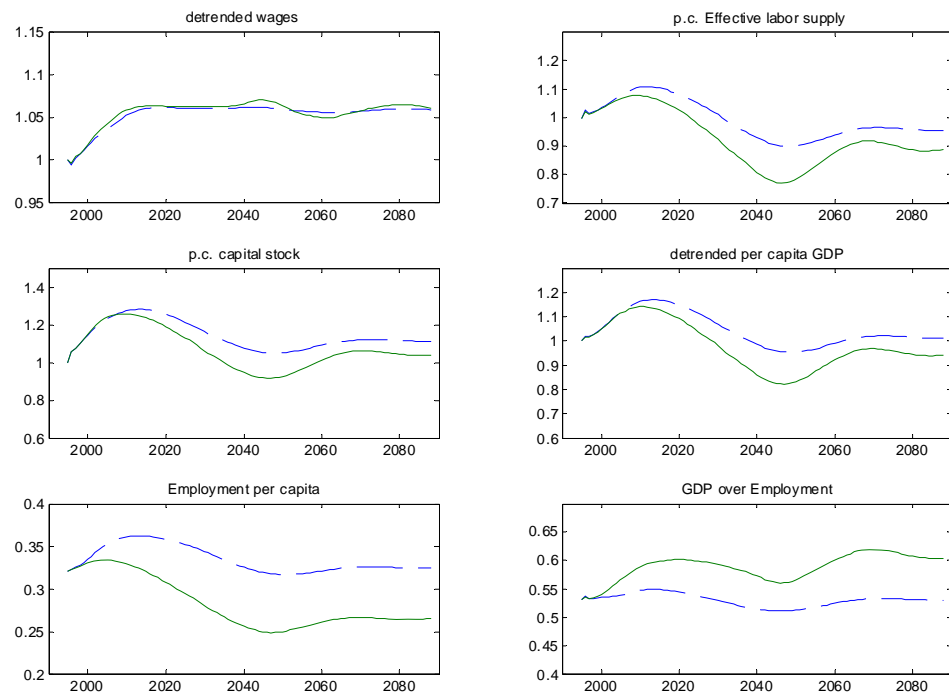 detrended wages
1.15
1.1
1.05
1
0.95
2000 2020 2040 2060 2080
p.c. Effective labor supply
1.2
1.1
1
0.9
0.8
0.7
2000 2020 2040 2060 2080
p.c. capital stock
1.4
1.2
1
0.8
0.6
2000 2020 2040 2060 2080
detrended per capita GDP
1.2
1.1
1
0.9
0.8
0.7
0.6
2000 2020 2040 2060 2080
Employment per capita
0.4
0.35
0.3
0.25
0.2
2000 2020 2040 2060 2080
GDP over Employment
0.65
0.6
0.55
0.5
0.45
0.4
2000 2020 2040 2060 2080